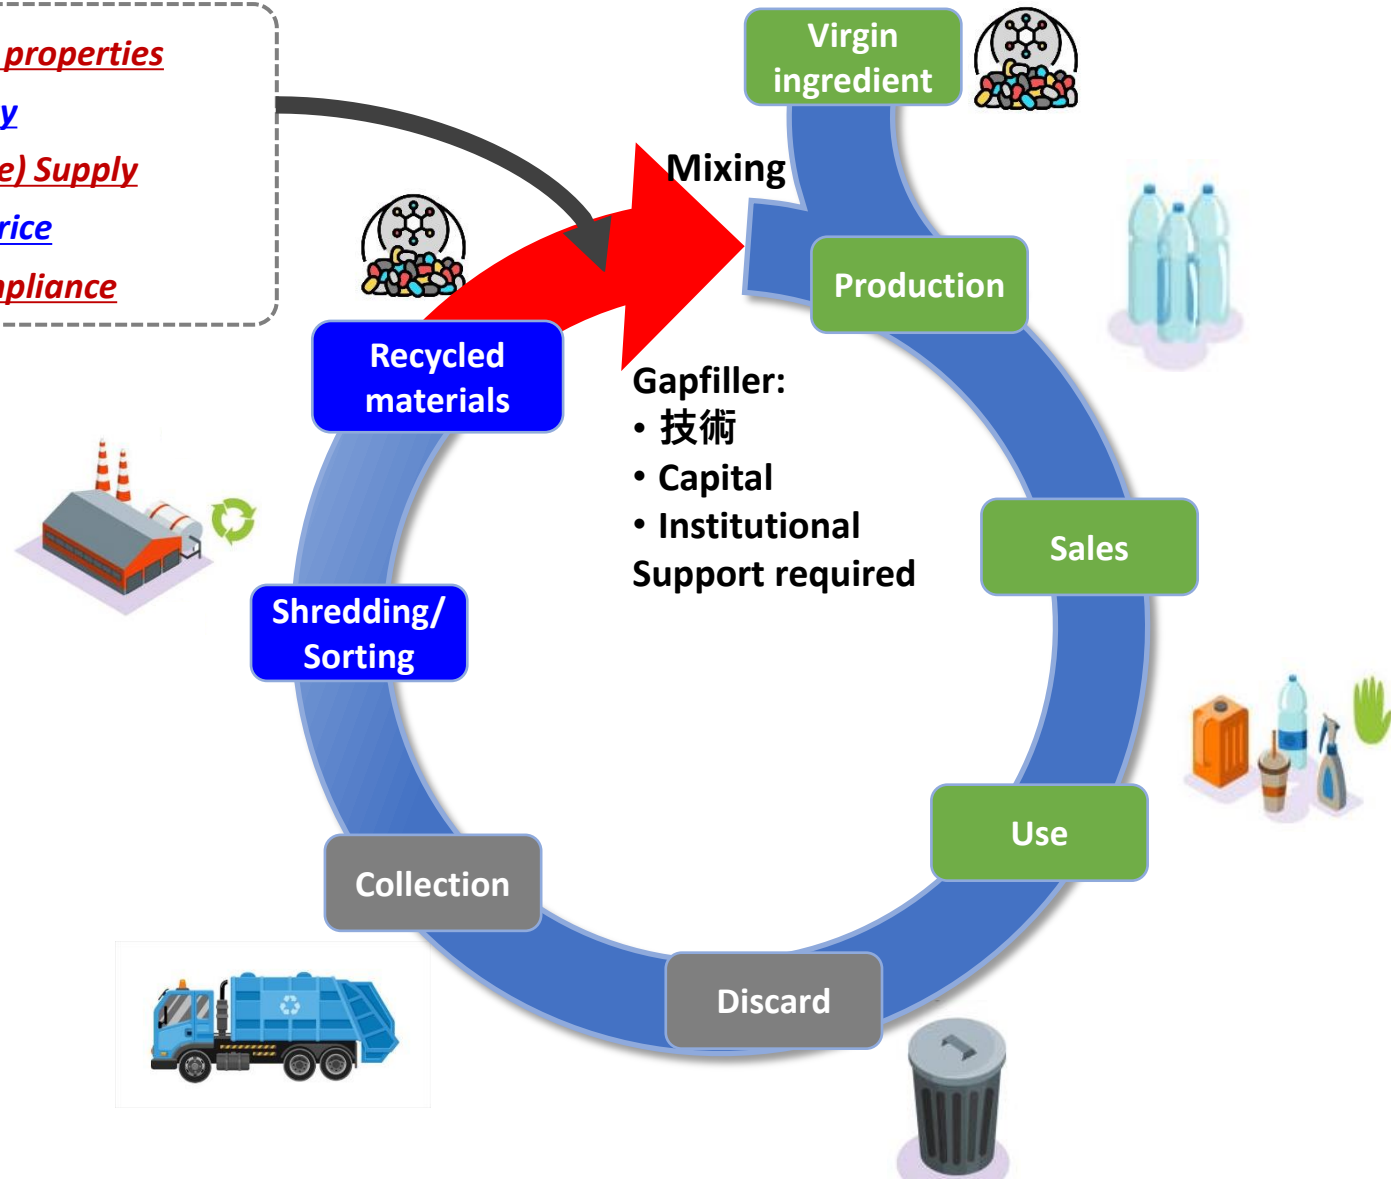 properties
y
e) Supply
rice
npliance
Virgin
ingredient
Mixing
Production
Recycled
materials
Gapfiller:
• 技術
• Capital
• Institutional
Support required
Sales
Shredding/
Sorting
Use
Collection
Discard